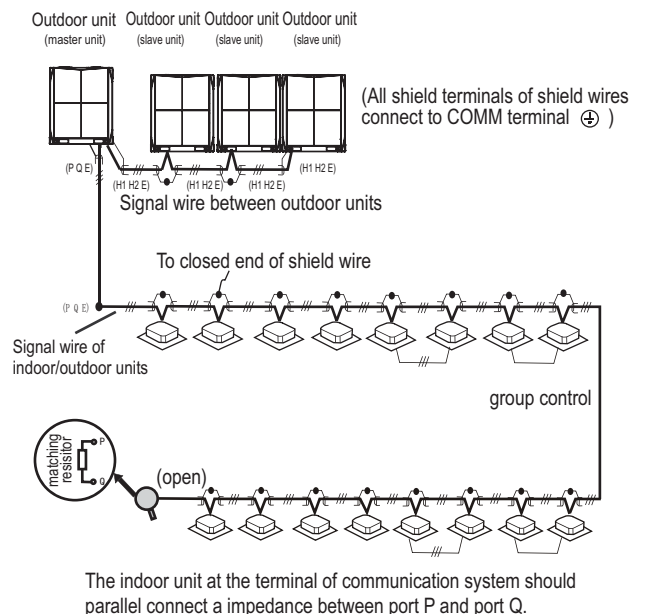 Outdoor unit Outdoor unit Outdoor unit Outdoor unit
(master unit) (slave unit) (slave unit) (slave unit)
(All shield terminals of shield wires
connect to COMM terminal )
(P Q E) (H1 H2 E)
(H1 H2 E) (H1 H2 E) (H1 H2 E)
Signal wire between outdoor units
To closed end of shield wire
(P Q E)
Signal wire of
indoor/outdoor units
group control
matching
resisitor
P
Q
(open)
The indoor unit at the terminal of communication system should
parallel connect a impedance between port P and port Q.